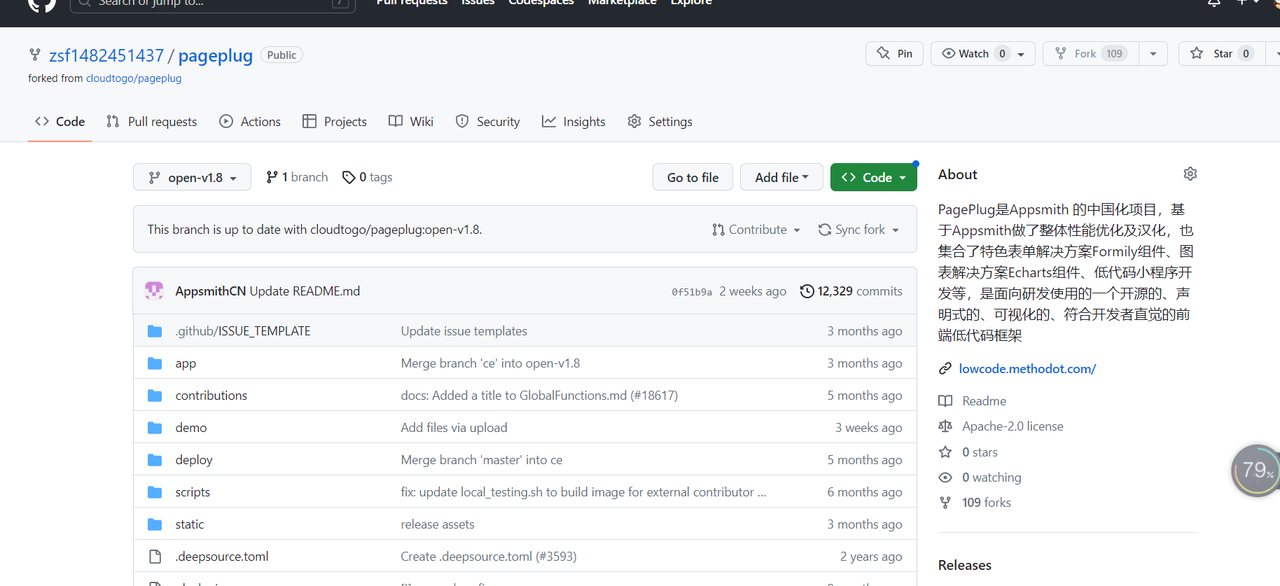 Search or jump to... /
Pull requests Issues Codespaces Marketplace Explore
zsf1482451437 / pageplug Public
Pin Watch 0 Fork 109 Star 0
forked from cloudtogo/pageplug
Code Pull requests Actions Projects Wiki Security Insights Settings
open-v1.8 1 branch 0 tags Go to file Add file Code
This branch is up to date with cloudtogo/pageplug:open-v1.8. Contribute Sync fork
AppsmithCN Update README.md 0f51b9a 2 weeks ago 12,329 commits
.github/ISSUE_TEMPLATE Update issue templates 3 months ago
app Merge branch 'ce' into open-v1.8 3 months ago
contributions docs: Added a title to GlobalFunctions.md (#18617) 5 months ago
demo Add files via upload 3 weeks ago
deploy Merge branch 'master' into ce 5 months ago
scripts fix: update local_testing.sh to build image for external contributor ... 6 months ago
static release assets 3 months ago
.deepsource.toml Create .deepsource.toml (#3593) 2 years ago
About
PagePlug是Appsmith 的中国化项目，基
于Appsmith做了整体性能优化及汉化，也
集合了特色表单解决方案Formily组件、图
表解决方案Echarts组件、低代码小程序开
发等，是面向研发使用的一个开源的、声
明式的、可视化的、符合开发者直觉的前
端低代码框架
lowcode.methodot.com/
Readme
Apache-2.0 license
0 stars
0 watching
109 forks
79%
Releases